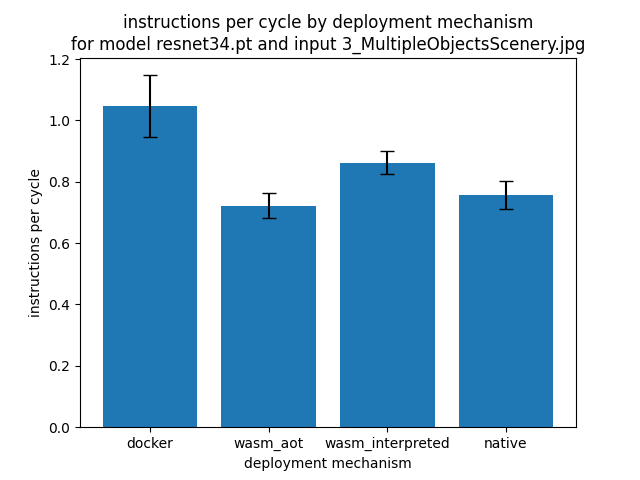 instructions per cycle by deployment mechanism
for model resnet34.pt and input 3_MultipleObjectsScenery.jpg
instructions per cycle
1.2
1.0
0.8
0.6
0.4
0.2
0.0
docker
wasm_aot
wasm_interpreted
native
deployment mechanism